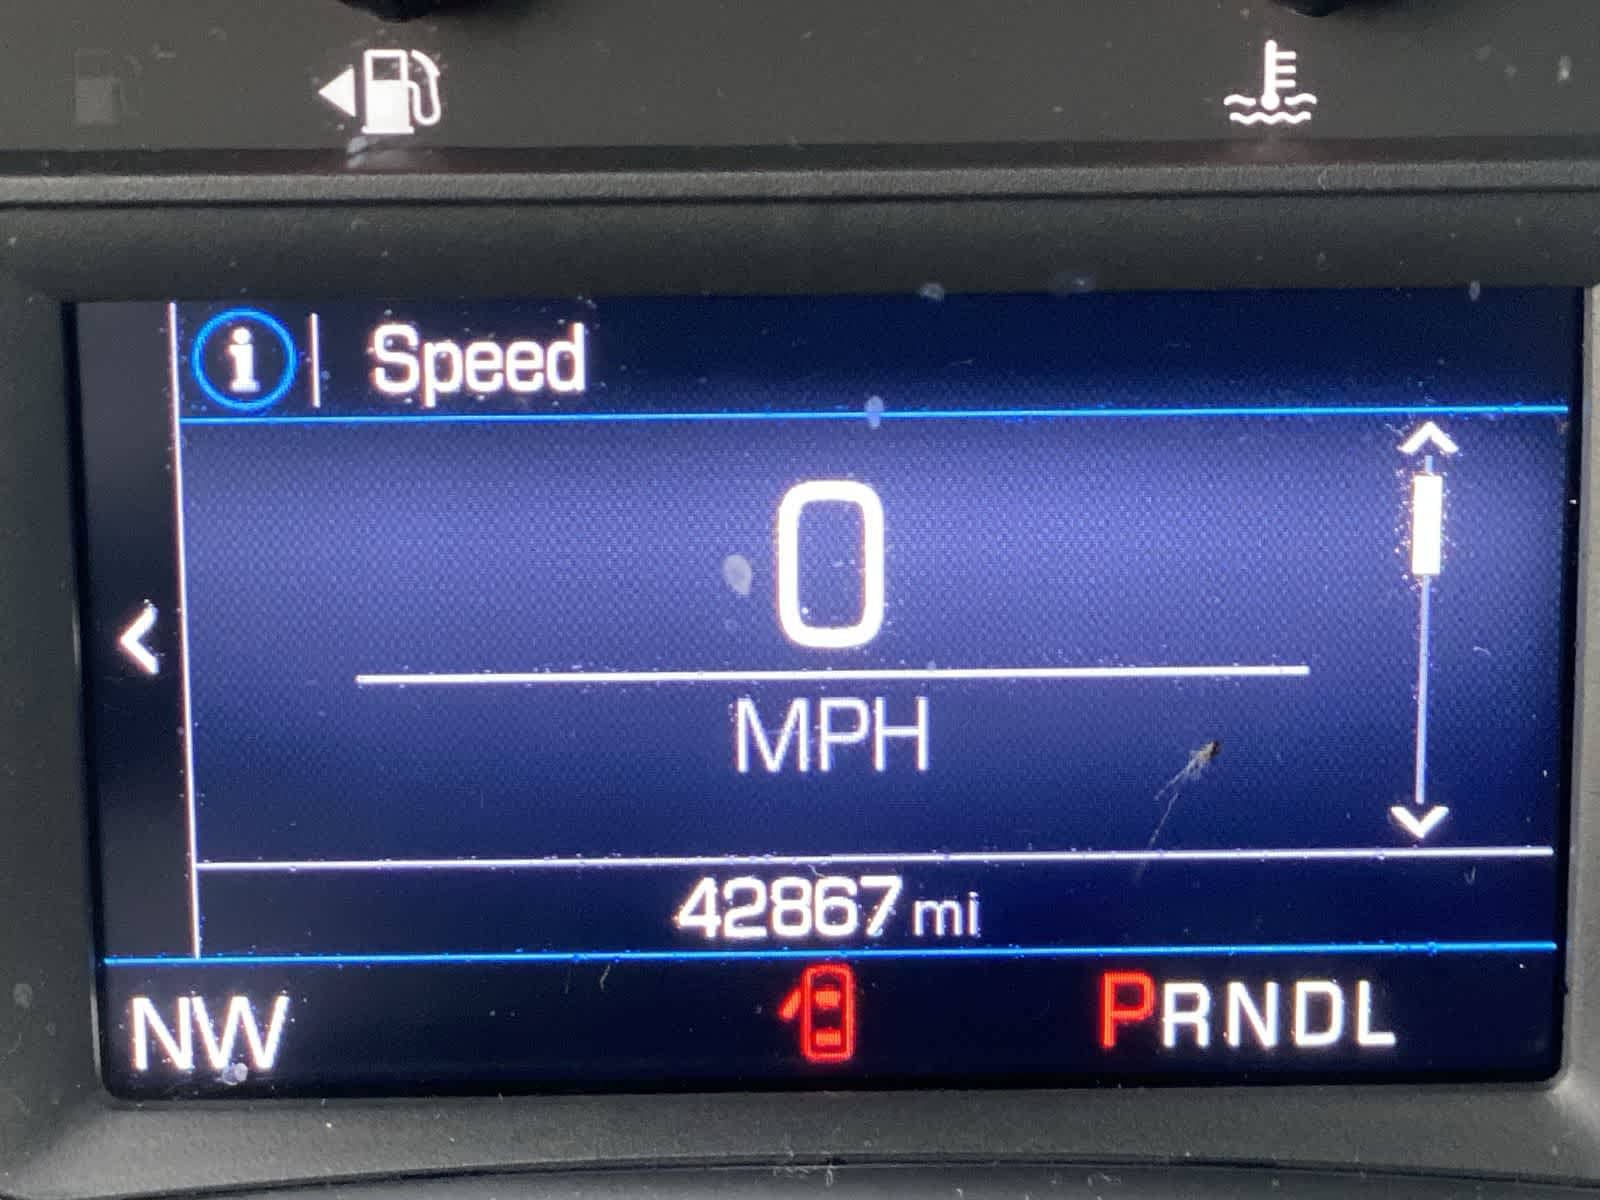 i Speed
0
MPH
42867 mi
NW PRNDL